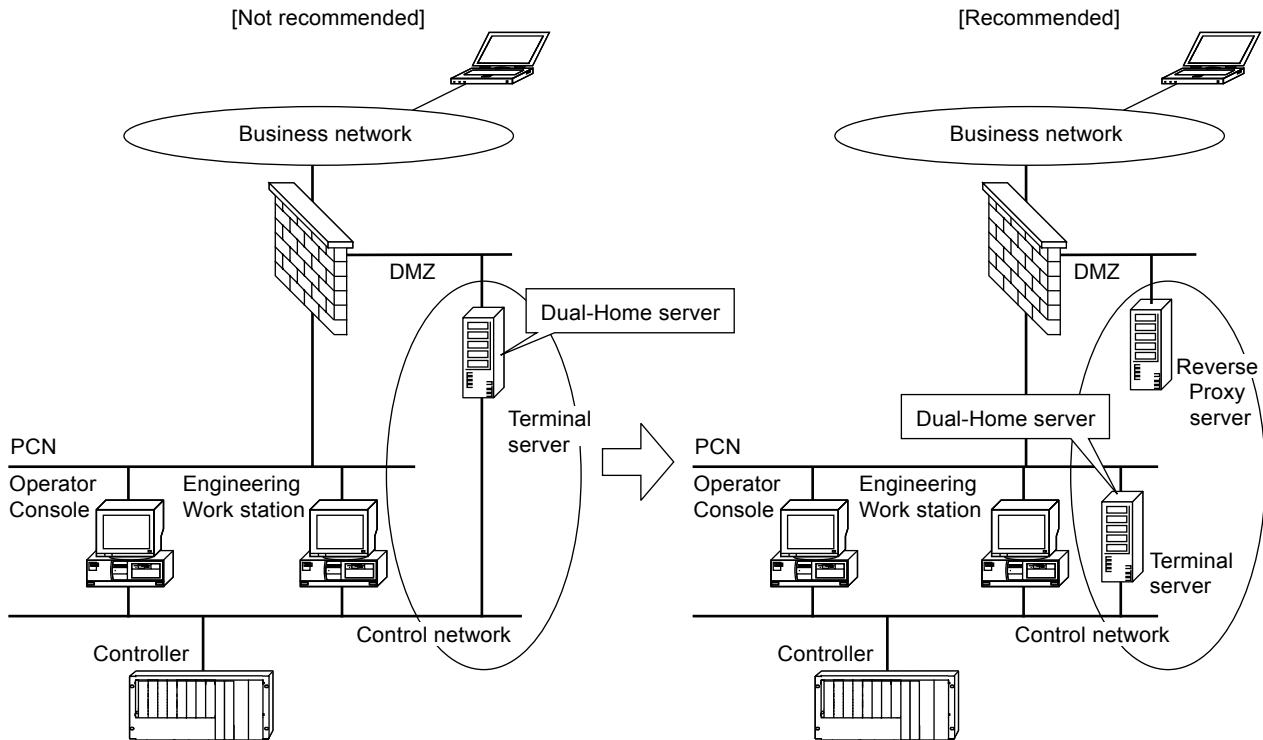 [Not recommended]
Business network
DMZ
Dual-Home server
Terminal
server
PCN
Operator
Console
Engineering
Work station
Control network
Controller
[Recommended]
Business network
DMZ
Reverse
Proxy
server
Dual-Home server
PCN
Operator
Console
Engineering
Work station
Terminal
server
Control network
Controller